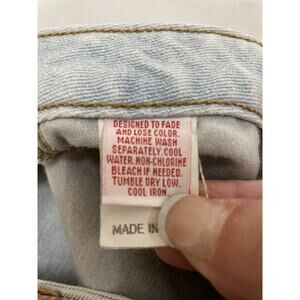 DESIGNED TO FADE
AND LOSE COLOR.
MACHINE WASH
SEPARATELY. COOL
WATER. NON-CHLORINE
BLEACH IF NEEDED.
TUMBLE DRY LOW.
COOL IRON.
MADE IN